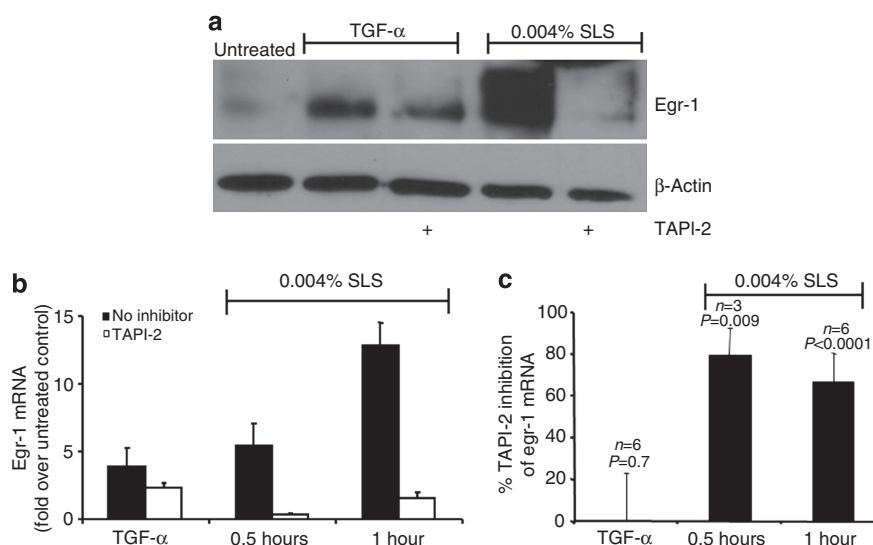 a
TGF-α
0.004% SLS
Untreated
Egr-1
β-Actin
+ + TAPI-2
b
0.004% SLS
15
No inhibitor
TAPI-2
10
5
0
Egr-1 mRNA
(fold over untreated control)
TGF-α 0.5 hours 1 hour
c
0.004% SLS
100
80
60
40
20
0
% TAPI-2 inhibition
of egr-1 mRNA
n=6
P=0.7
n=3
P=0.009
n=6
P<0.0001
TGF-α 0.5 hours 1 hour